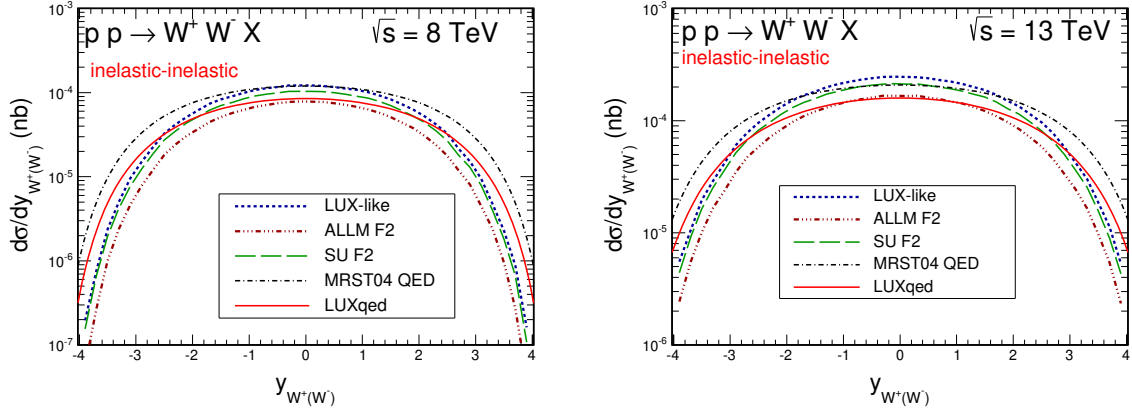 p p → W⁺ W⁻ X √s = 8 TeV
inelastic-inelastic
dσ/dy_{W⁺(W⁻)} (nb)
10⁻³
10⁻⁴
10⁻⁵
10⁻⁶
10⁻⁷
LUX-like
ALLM F2
SU F2
MRST04 QED
LUXqed
-4 -3 -2 -1 0 1 2 3 4
y_{W⁺(W⁻)}
p p → W⁺ W⁻ X √s = 13 TeV
inelastic-inelastic
dσ/dy_{W⁺(W⁻)} (nb)
10⁻³
10⁻⁴
10⁻⁵
10⁻⁶
LUX-like
ALLM F2
SU F2
MRST04 QED
LUXqed
-4 -3 -2 -1 0 1 2 3 4
y_{W⁺(W⁻)}